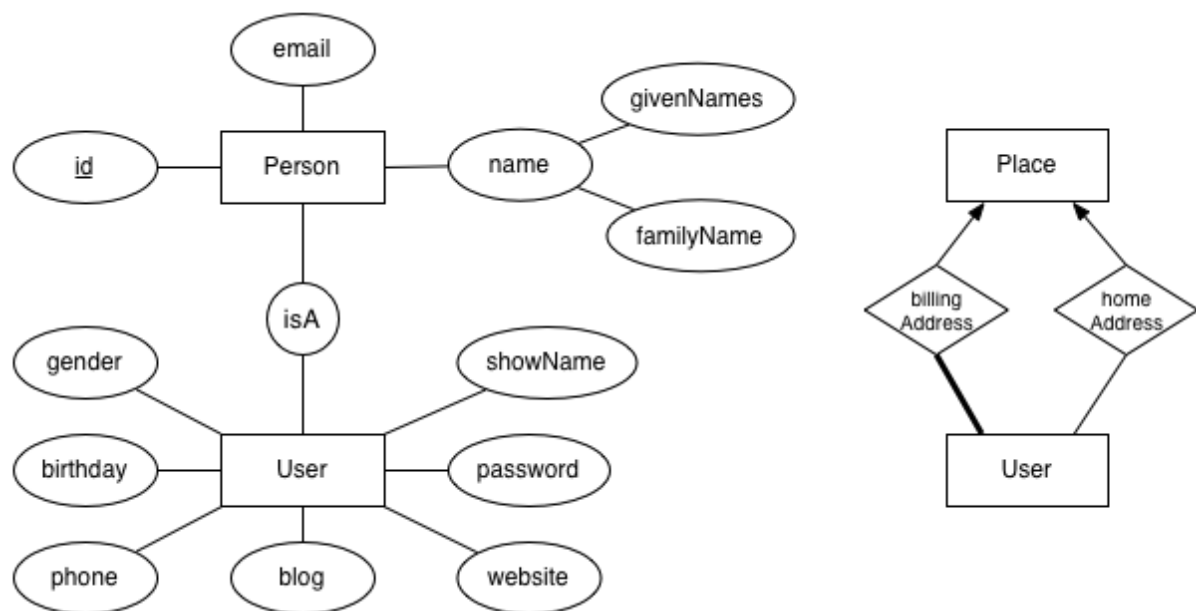 email
givenNames
id
Person
name
Place
familyName
billing
Address
home
Address
isA
gender
showName
birthday
User
password
User
phone
blog
website